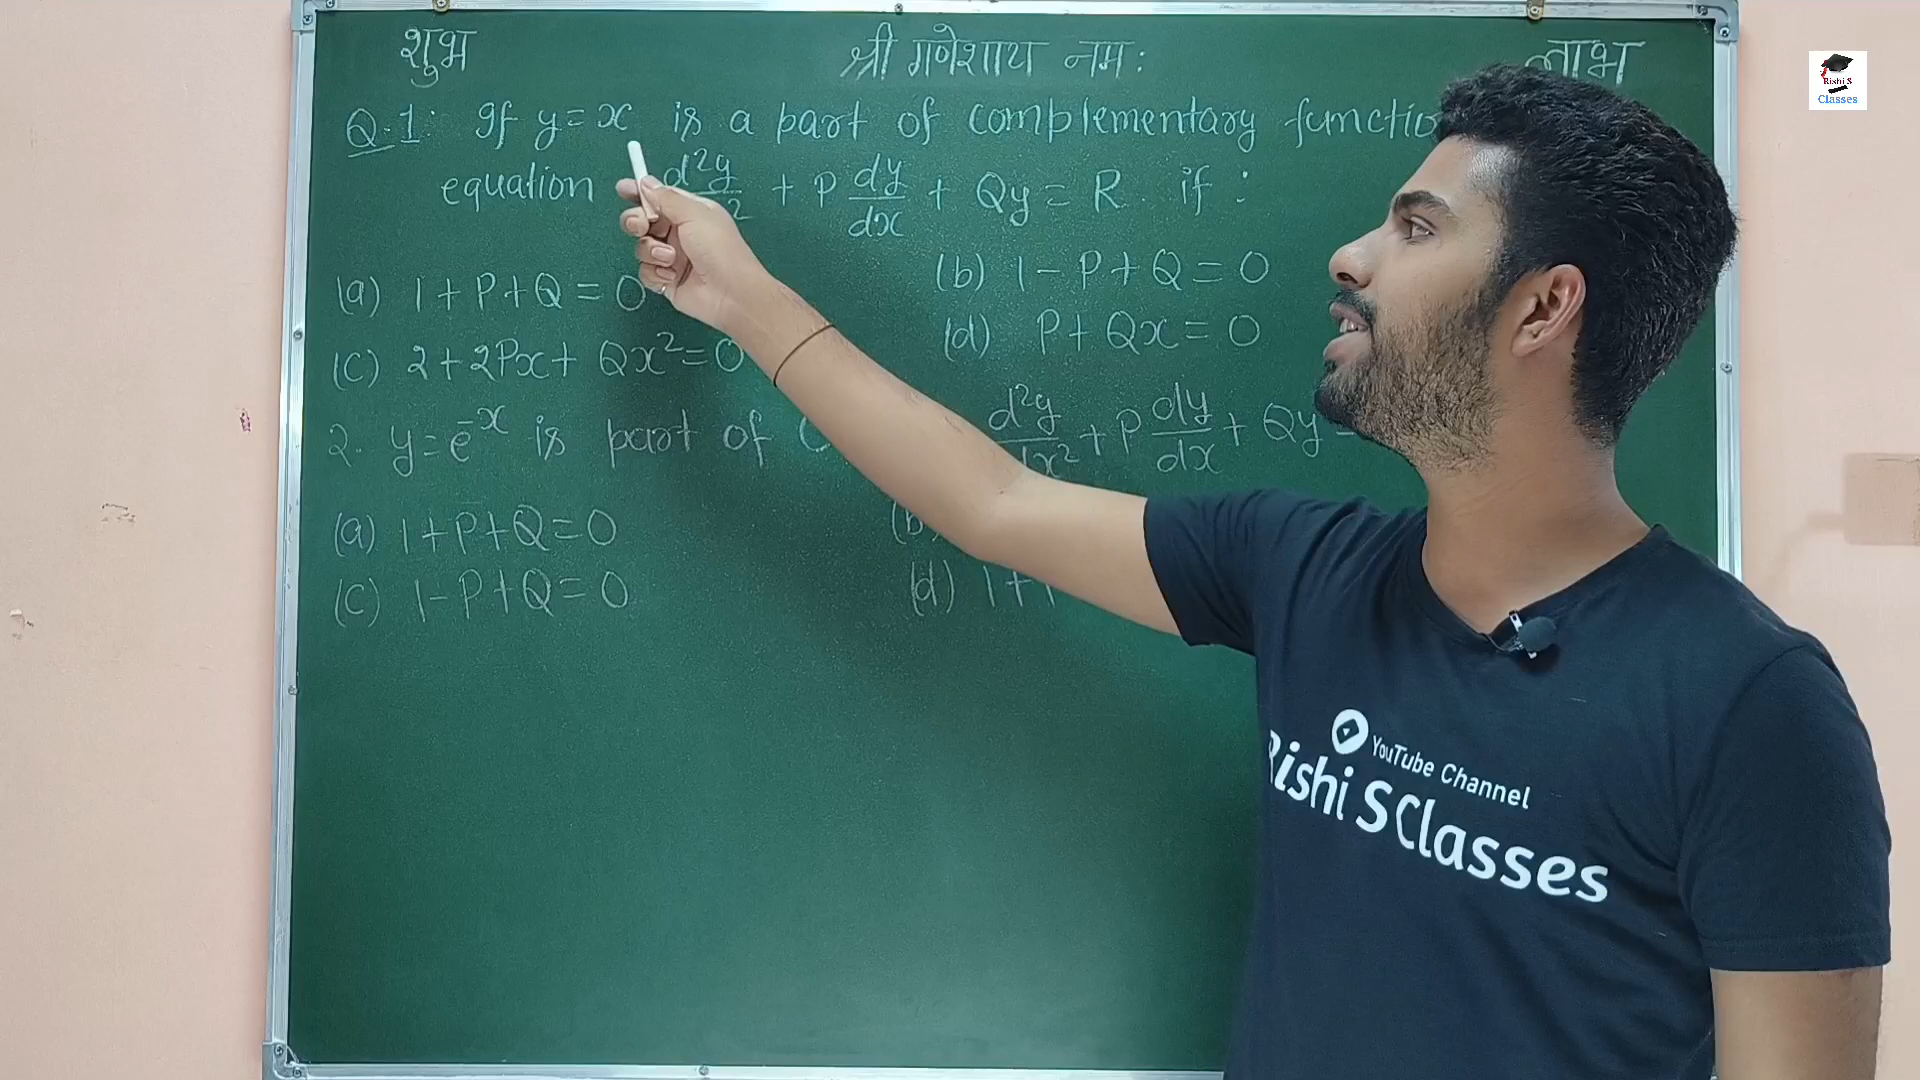 शुभ श्री गणेशाय नमः लाभ
Q.1. If y=x is a part of complementary
equation d²y + P dy/dx + Qy = R. if :
(a) 1+P+Q=0 (b) 1-P+Q=0
(c) 2+2Px+Qx²=0 (d) P+Qx=0
2. y=e⁻ˣ is part of d²y/dx² + P dy/dx + Qy
(a) 1+P+Q=0
(c) 1-P+Q=0 (d) 1+
Rishi S
Classes
YouTube Channel
Rishi S Classes